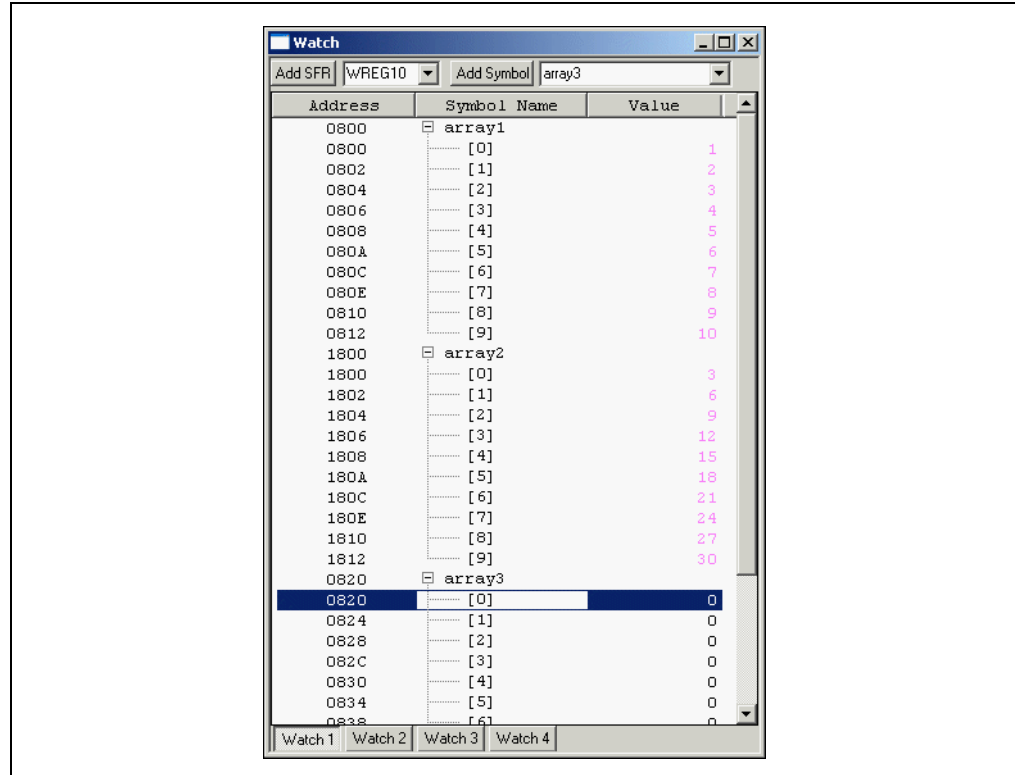 Watch
Add SFR WREG10 Add Symbol array3
Address Symbol Name Value
0800 array1
0800 [0] 1
0802 [1] 2
0804 [2] 3
0806 [3] 4
0808 [4] 5
080A [5] 6
080C [6] 7
080E [7] 8
0810 [8] 9
0812 [9] 10
1800 array2
1800 [0] 3
1802 [1] 6
1804 [2] 9
1806 [3] 12
1808 [4] 15
180A [5] 18
180C [6] 21
180E [7] 24
1810 [8] 27
1812 [9] 30
0820 array3
0820 [0] 0
0824 [1] 0
0828 [2] 0
082C [3] 0
0830 [4] 0
0834 [5] 0
0838 [6] 0
Watch 1 Watch 2 Watch 3 Watch 4